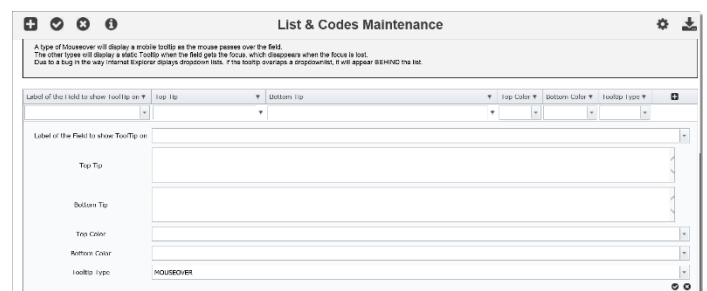 List & Codes Maintenance
A type of Mouseover will display a mobile tooltip as the mouse passes over the field.
The other types will display a static Tooltip when the field gets the focus, which disappears when the focus is lost.
Due to a bug in the way Internet Explorer diplays dropdown lists, if the tooltip overlaps a dropdownlist, it will appear BEHIND the list.
Label of the Field to show ToolTip on Top Tip Bottom Tip Top Color Bottom Color Tooltip Type
Label of the Field to show ToolTip on
Top Tip
Bottom Tip
Top Color
Bottom Color
Tooltip Type MOUSEOVER